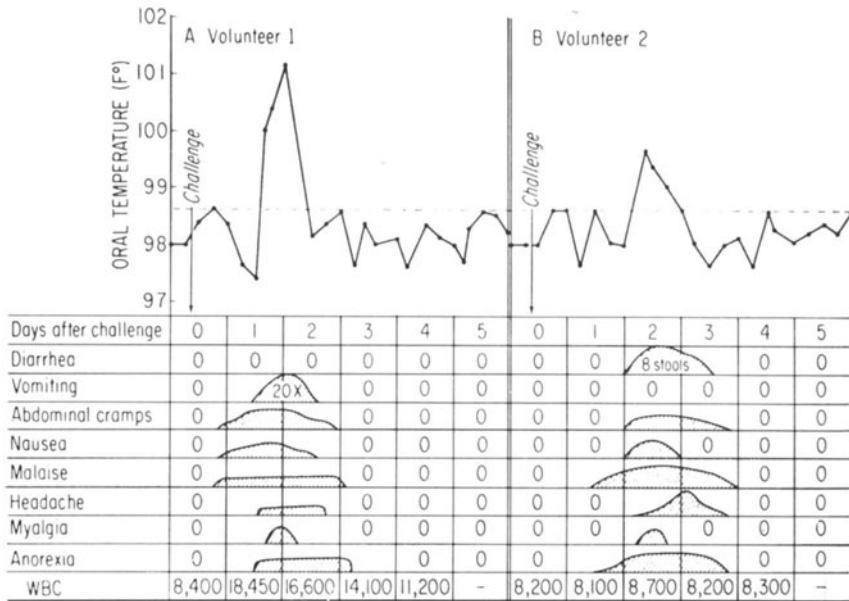 102
101
100
99
98
97
ORAL TEMPERATURE (F°)
A Volunteer 1
Challenge
B Volunteer 2
Challenge
Days after challenge 0 1 2 3 4 5 0 1 2 3 4 5
Diarrhea 0 0 0 0 0 0 0 0 8 stools 0 0
Vomiting 0 20X 0 0 0 0 0 0 0 0 0
Abdominal cramps 0 0 0 0 0 0 0 0
Nausea 0 0 0 0 0 0 0 0 0
Malaise 0 0 0 0 0 0 0
Headache 0 0 0 0 0 0 0 0
Myalgia 0 0 0 0 0 0 0 0 0
Anorexia 0 0 0 0 0 0
WBC 8,400 18,450 16,600 14,100 11,200 - 8,200 8,100 8,700 8,200 8,300 -